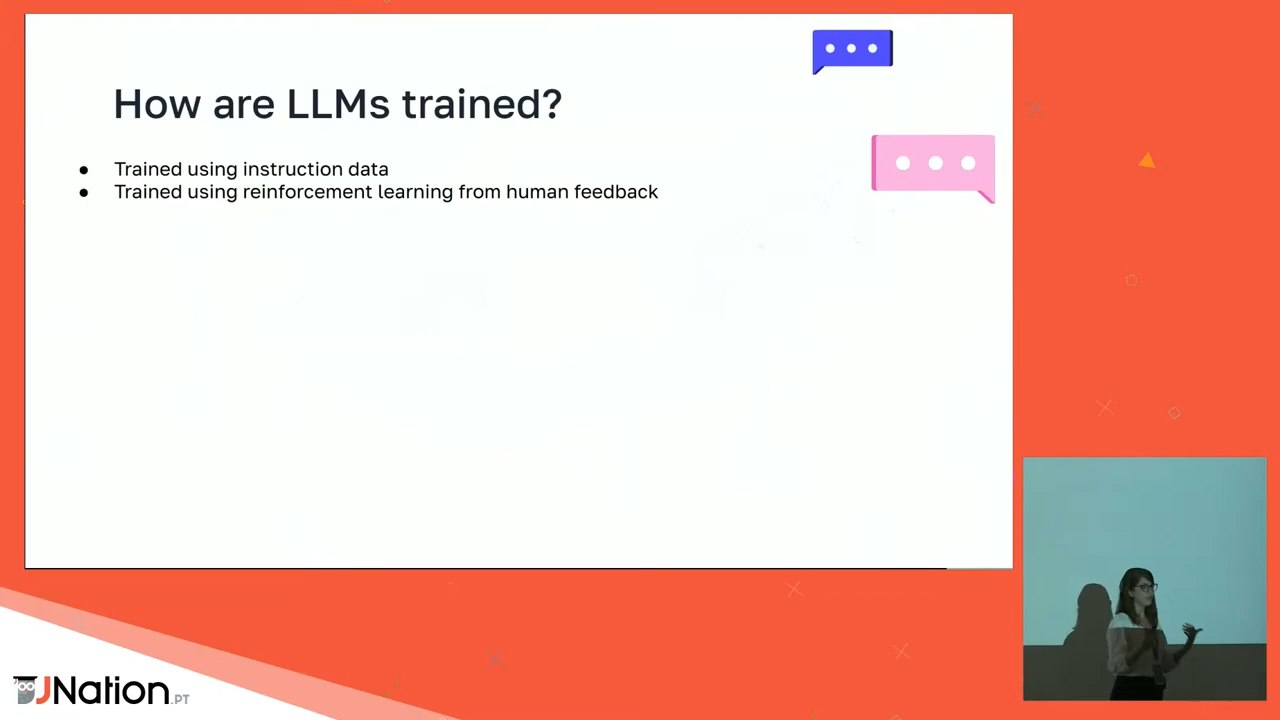 How are LLMs trained?
● Trained using instruction data
● Trained using reinforcement learning from human feedback
JNation.PT